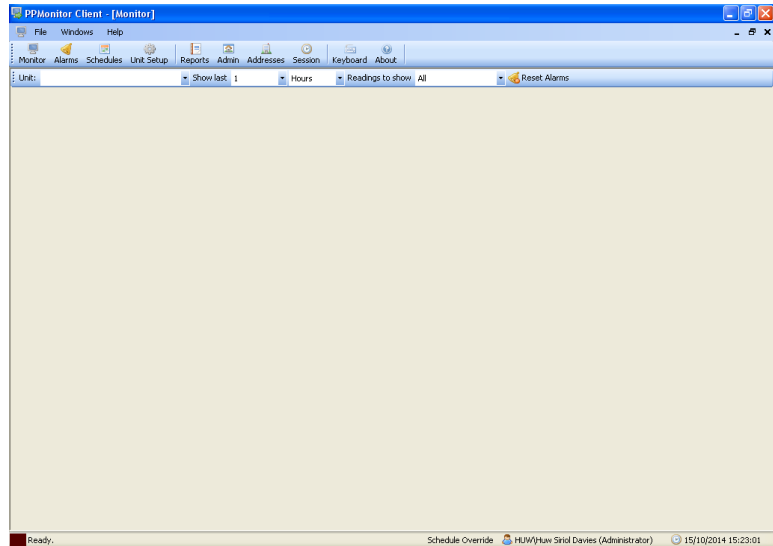 PPMonitor Client - [Monitor]
File Windows Help
Monitor Alarms Schedules Unit Setup Reports Admin Addresses Session Keyboard About
Unit: Show last 1 Hours Readings to show All Reset Alarms
Ready. Schedule Override HUW\Huw Siriol Davies (Administrator) 15/10/2014 15:23:01